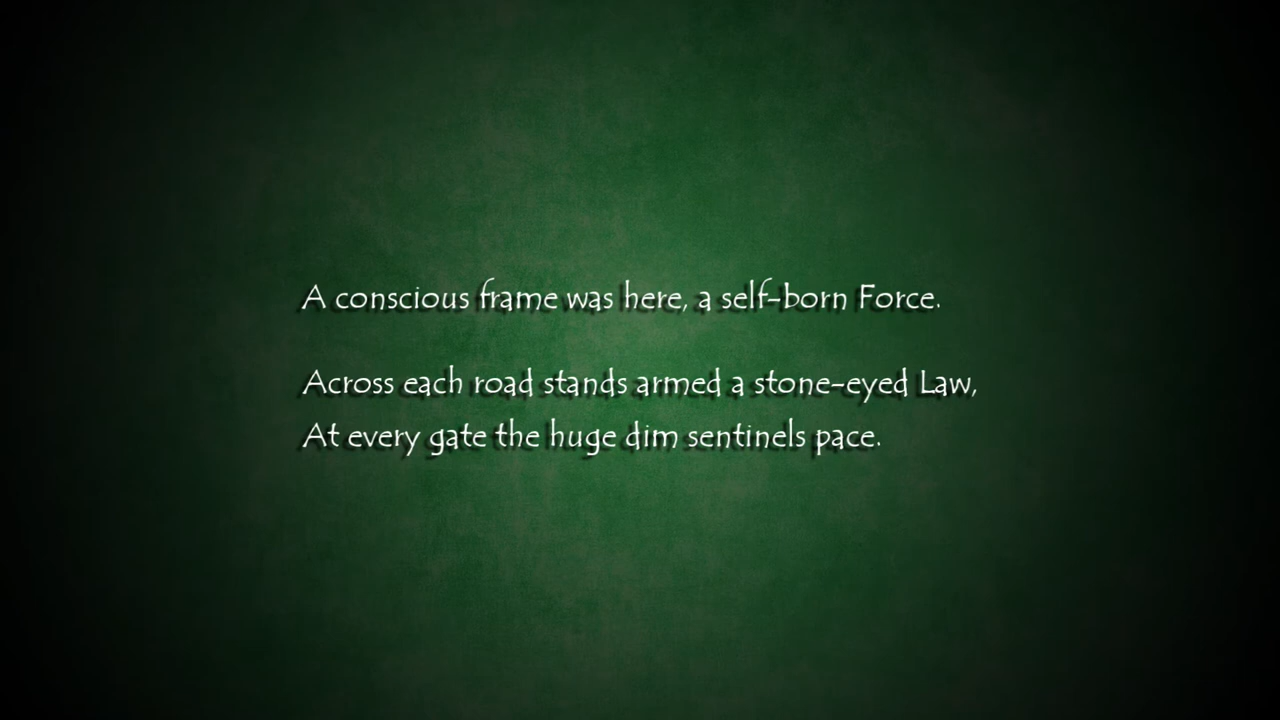 A conscious frame was here, a self-born Force.
Across each road stands armed a stone-eyed Law,
At every gate the huge dim sentinels pace.